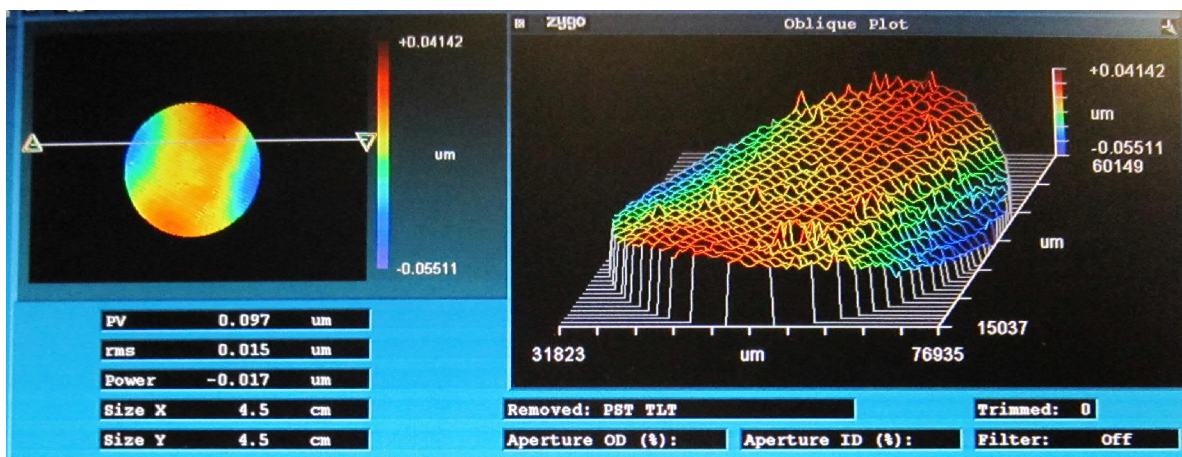 zygo
Oblique Plot
+0.04142
um
-0.05511
+0.04142
um
-0.05511
60149
um
15037
31823
um
76935
PV 0.097 um
rms 0.015 um
Power -0.017 um
Size X 4.5 cm
Size Y 4.5 cm
Removed: PST TLT
Trimmed: 0
Aperture OD (%):
Aperture ID (%):
Filter: Off